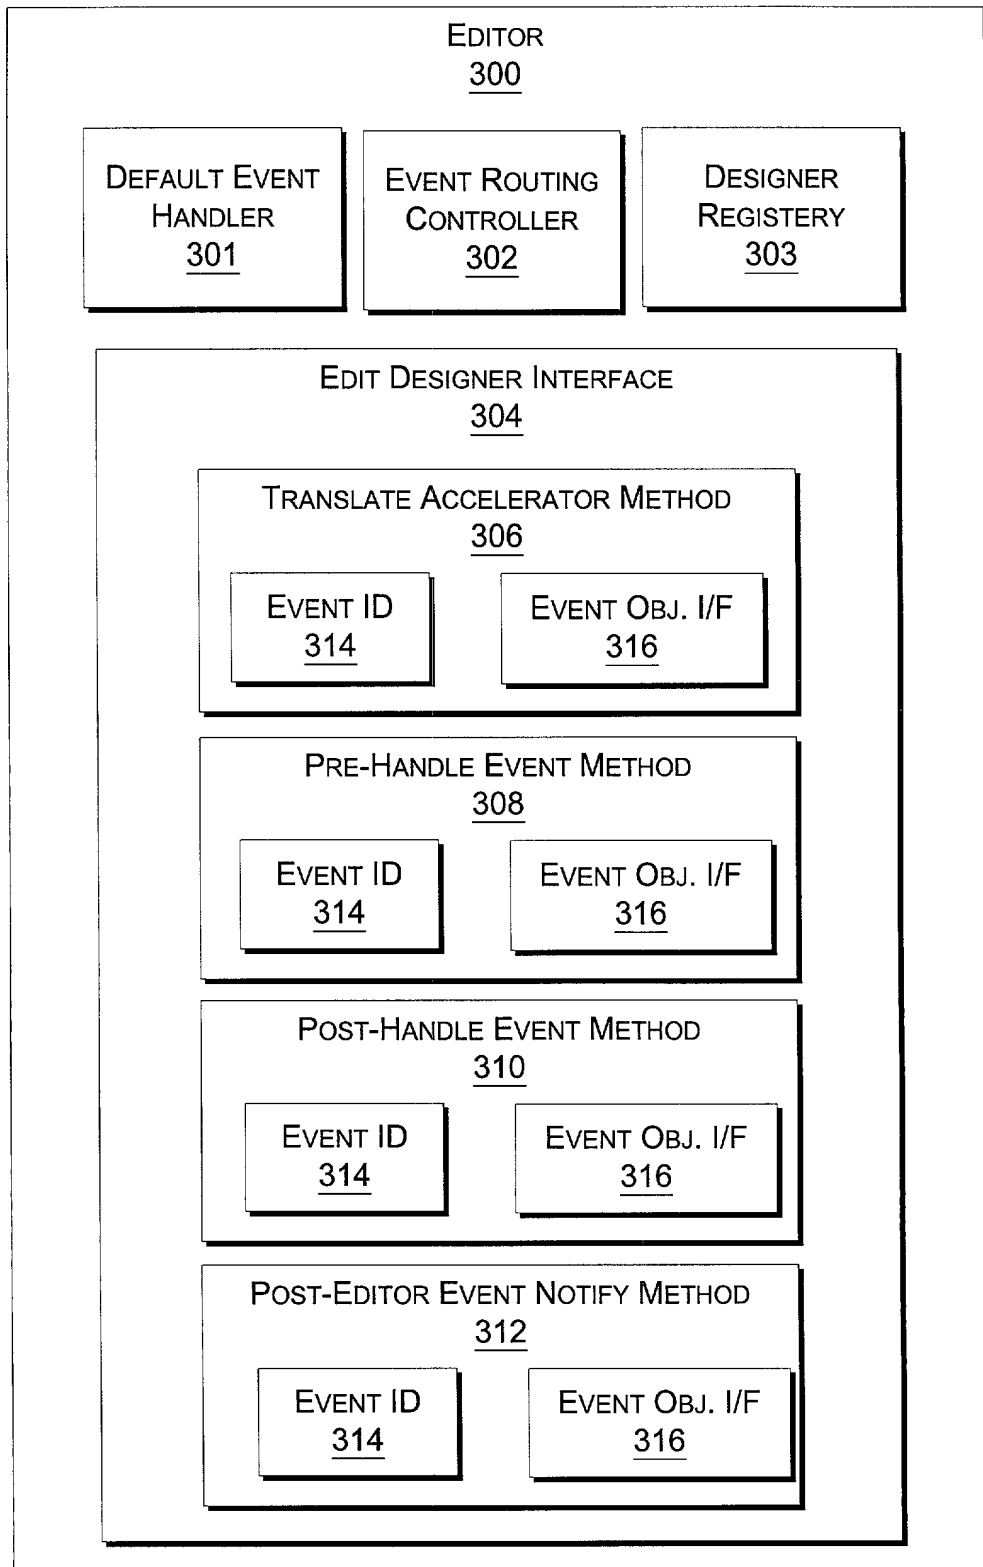 EDITOR
300
DEFAULT EVENT
HANDLER
301
EVENT ROUTING
CONTROLLER
302
DESIGNER
REGISTERY
303
EDIT DESIGNER INTERFACE
304
TRANSLATE ACCELERATOR METHOD
306
EVENT ID
314
EVENT OBJ. I/F
316
PRE-HANDLE EVENT METHOD
308
EVENT ID
314
EVENT OBJ. I/F
316
POST-HANDLE EVENT METHOD
310
EVENT ID
314
EVENT OBJ. I/F
316
POST-EDITOR EVENT NOTIFY METHOD
312
EVENT ID
314
EVENT OBJ. I/F
316